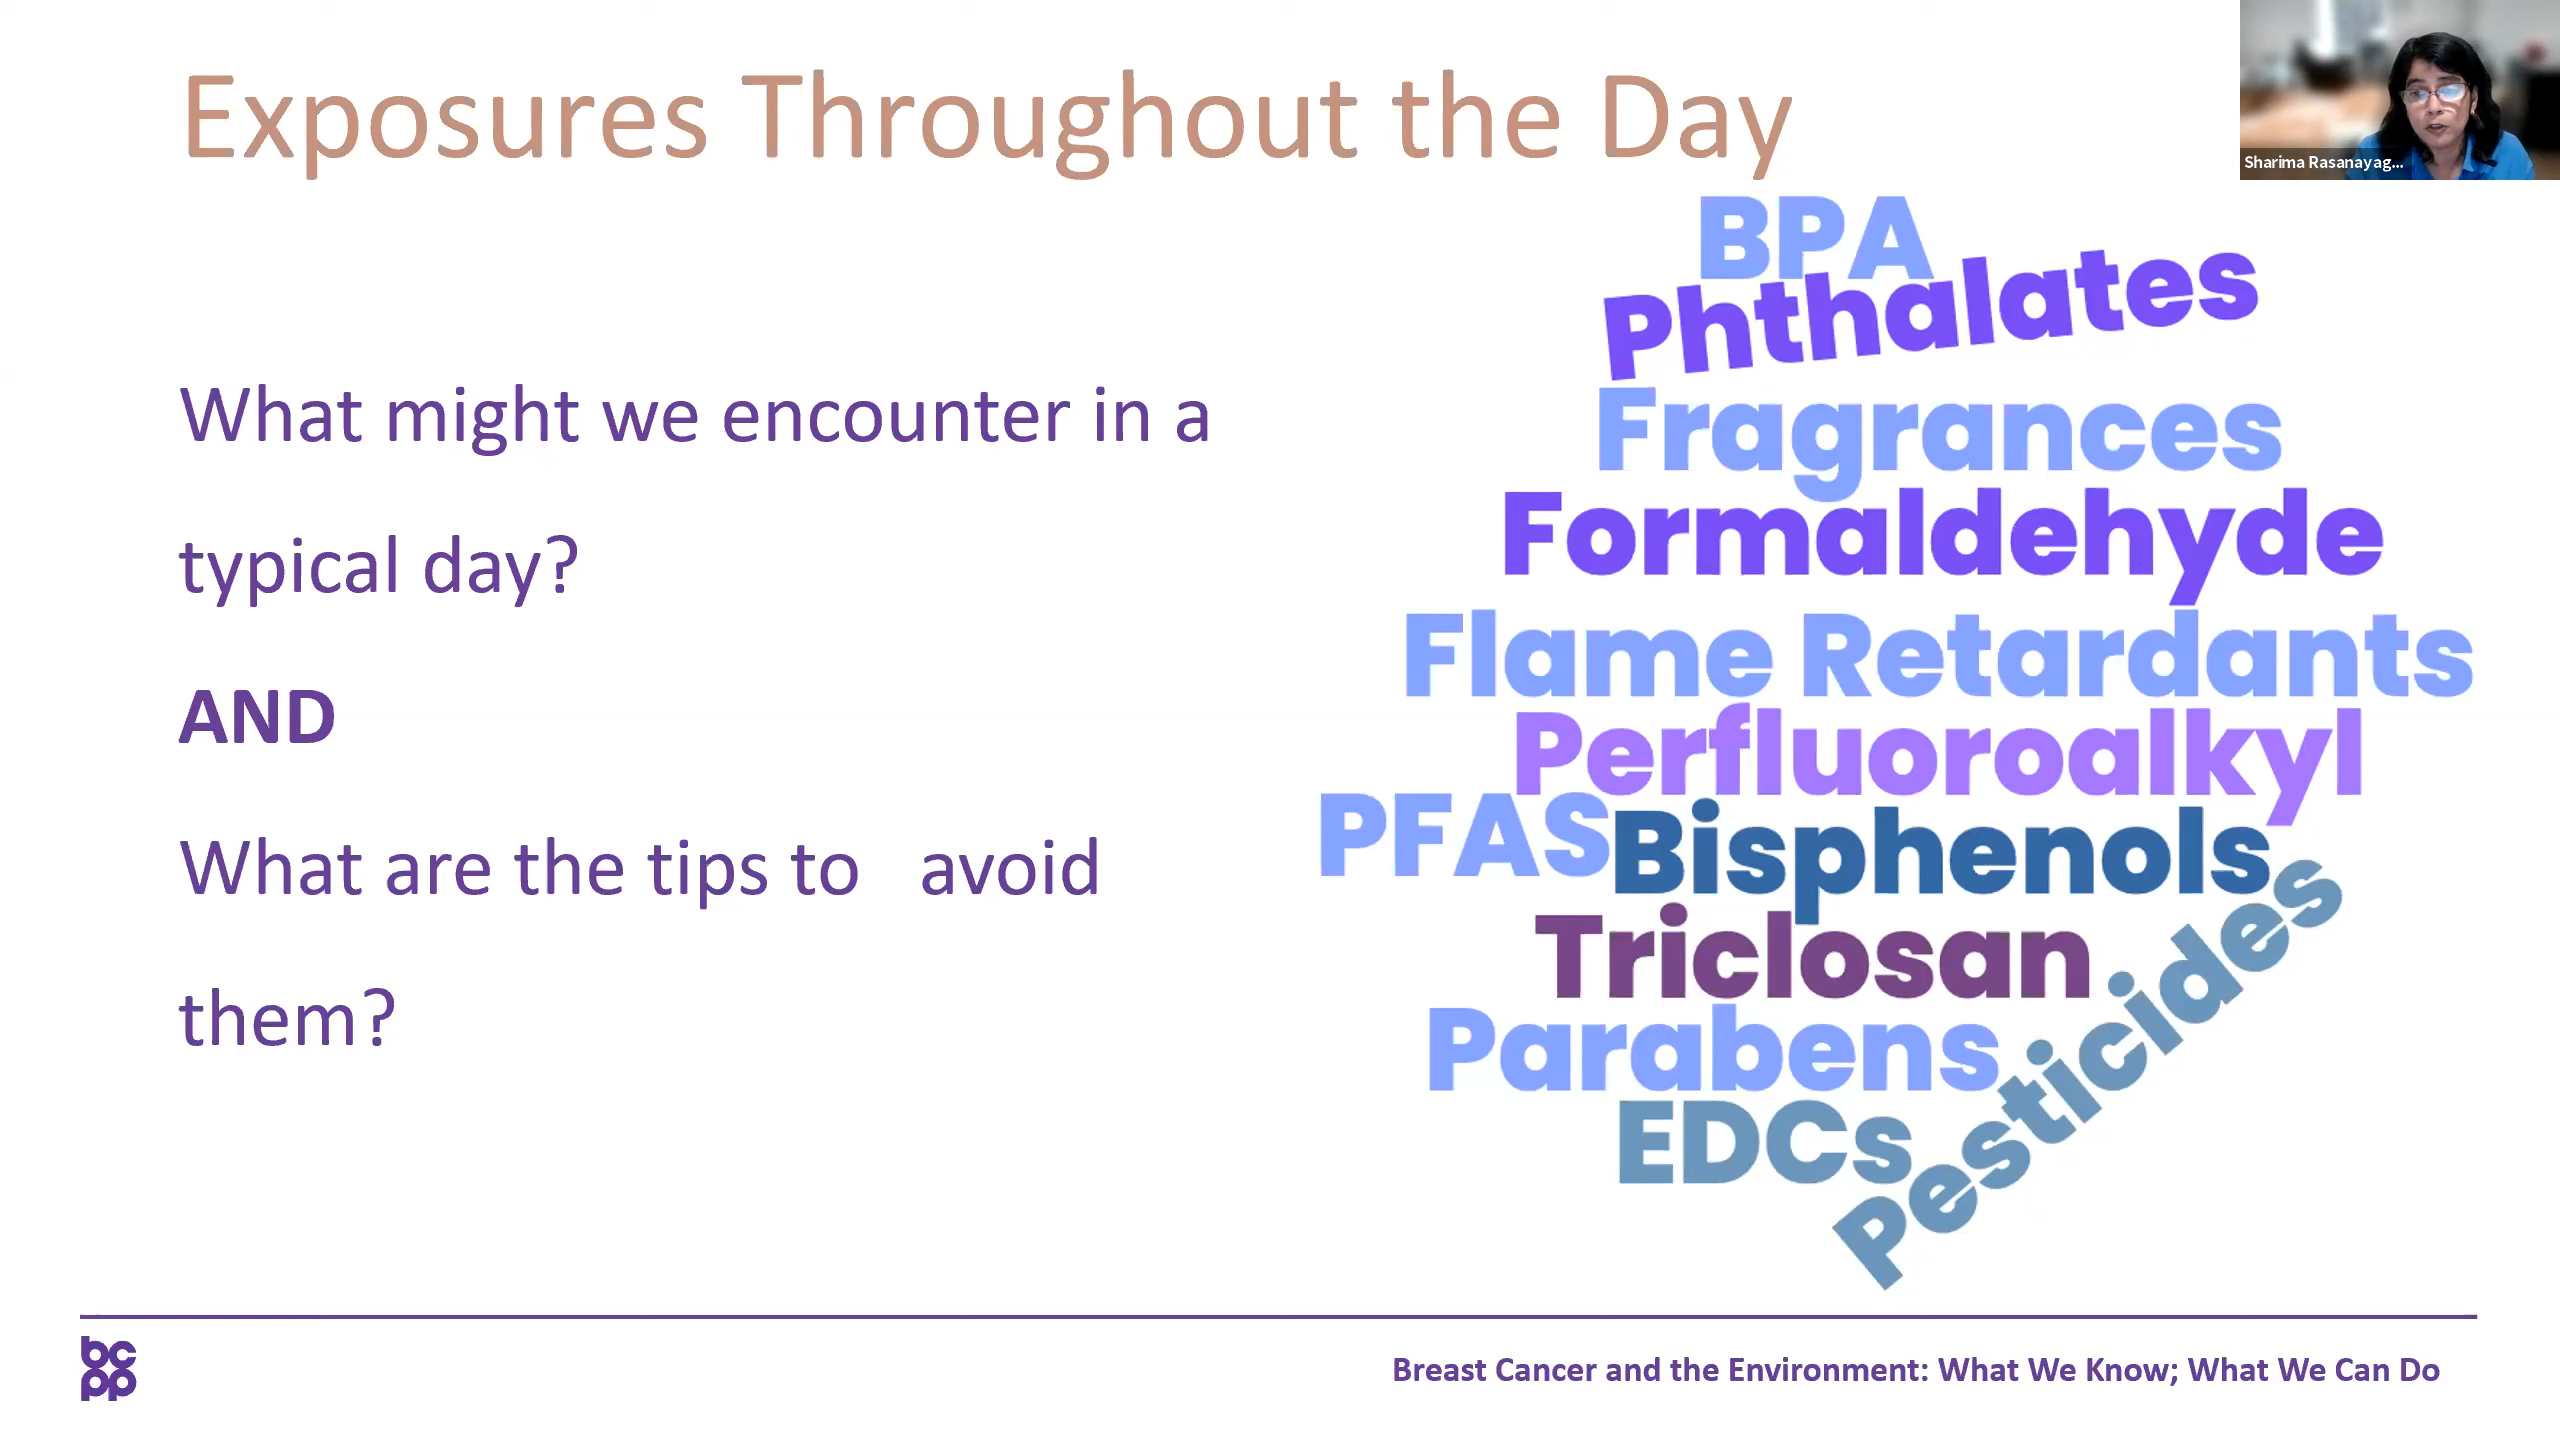 Exposures Throughout the Day
Sharima Rasanayag...
What might we encounter in a
typical day?
AND
What are the tips to   avoid
them?
BPA
Phthalates
Fragrances
Formaldehyde
Flame Retardants
Perfluoroalkyl
PFAS
Bisphenols
Triclosan
Parabens
EDCs
Pesticides
bc
pp
Breast Cancer and the Environment: What We Know; What We Can Do